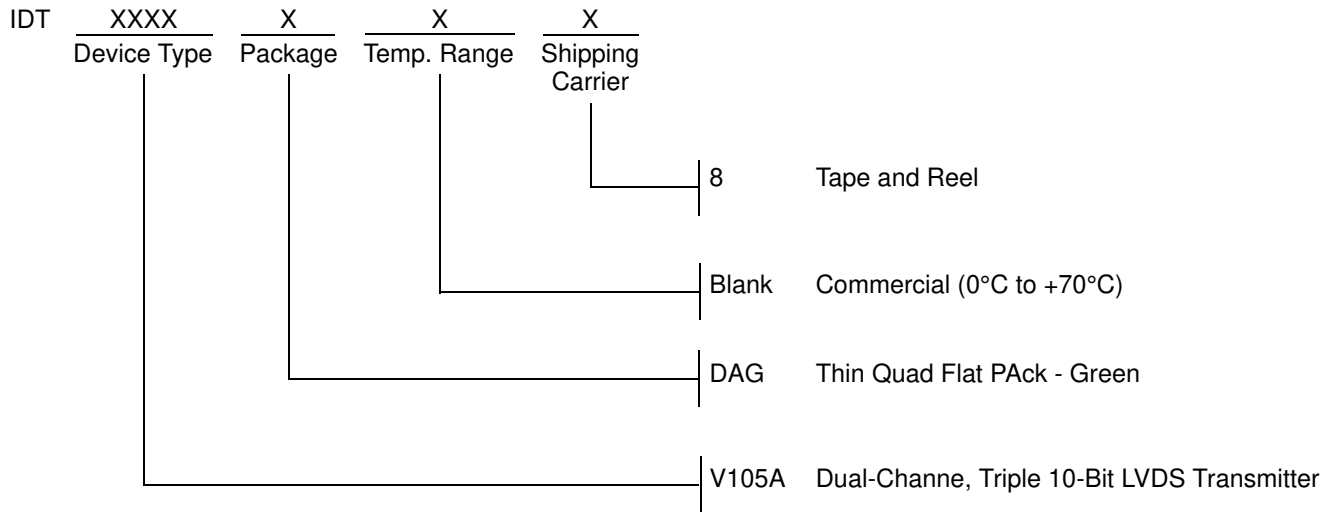 IDT XXXX X X X
Device Type Package Temp. Range Shipping
Carrier
8 Tape and Reel
Blank Commercial (0°C to +70°C)
DAG Thin Quad Flat PAck - Green
V105A Dual-Channe, Triple 10-Bit LVDS Transmitter